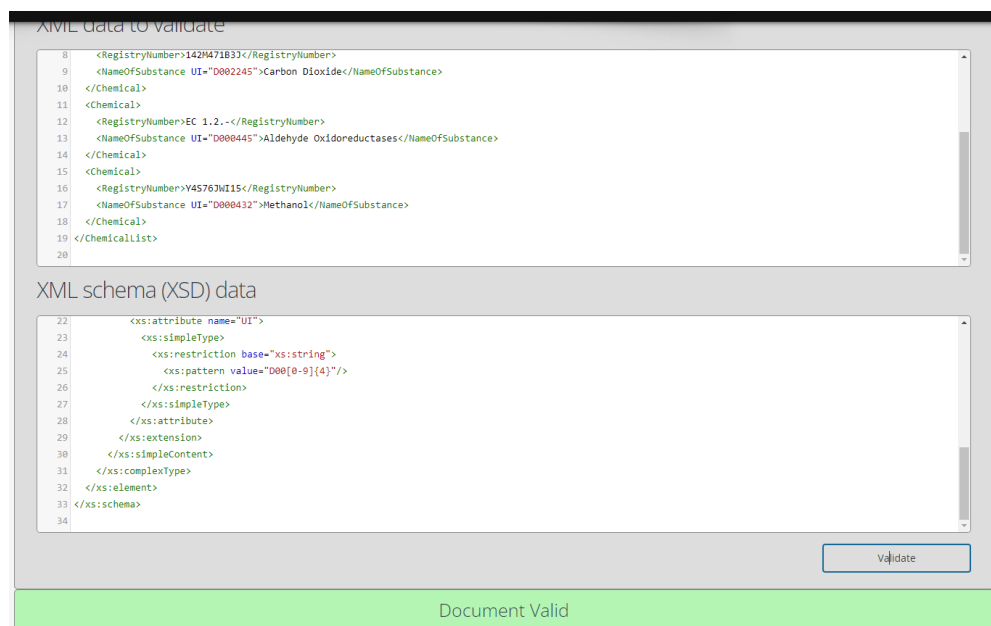 XML data to validate
8 <RegistryNumber>142M471B3J</RegistryNumber>
9 <NameOfSubstance UI="D002245">Carbon Dioxide</NameOfSubstance>
10 </Chemical>
11 <Chemical>
12 <RegistryNumber>EC 1.2.-</RegistryNumber>
13 <NameOfSubstance UI="D000445">Aldehyde Oxidoreductases</NameOfSubstance>
14 </Chemical>
15 <Chemical>
16 <RegistryNumber>Y4S76JWI15</RegistryNumber>
17 <NameOfSubstance UI="D000432">Methanol</NameOfSubstance>
18 </Chemical>
19 </ChemicalList>
20
XML schema (XSD) data
22 <xs:attribute name="UI">
23 <xs:simpleType>
24 <xs:restriction base="xs:string">
25 <xs:pattern value="D00[0-9]{4}"/>
26 </xs:restriction>
27 </xs:simpleType>
28 </xs:attribute>
29 </xs:extension>
30 </xs:simpleContent>
31 </xs:complexType>
32 </xs:element>
33 </xs:schema>
34
Validate
Document Valid